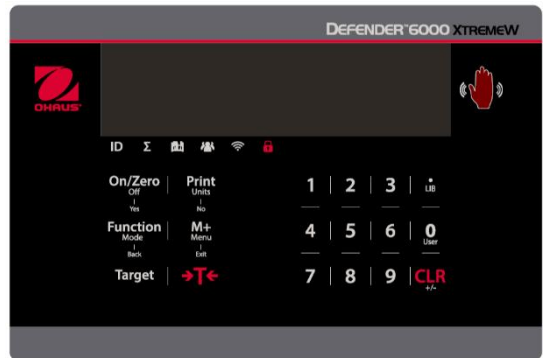 DEFENDER™6000 XTREMEW
OHAUS®
ID Σ
On/Zero Print
Off Units
Yes No
1 2 3 .
LIB
Function M+
Mode Menu
Back Exit
4 5 6 0
User
Target →T←
7 8 9 CLR
+/-